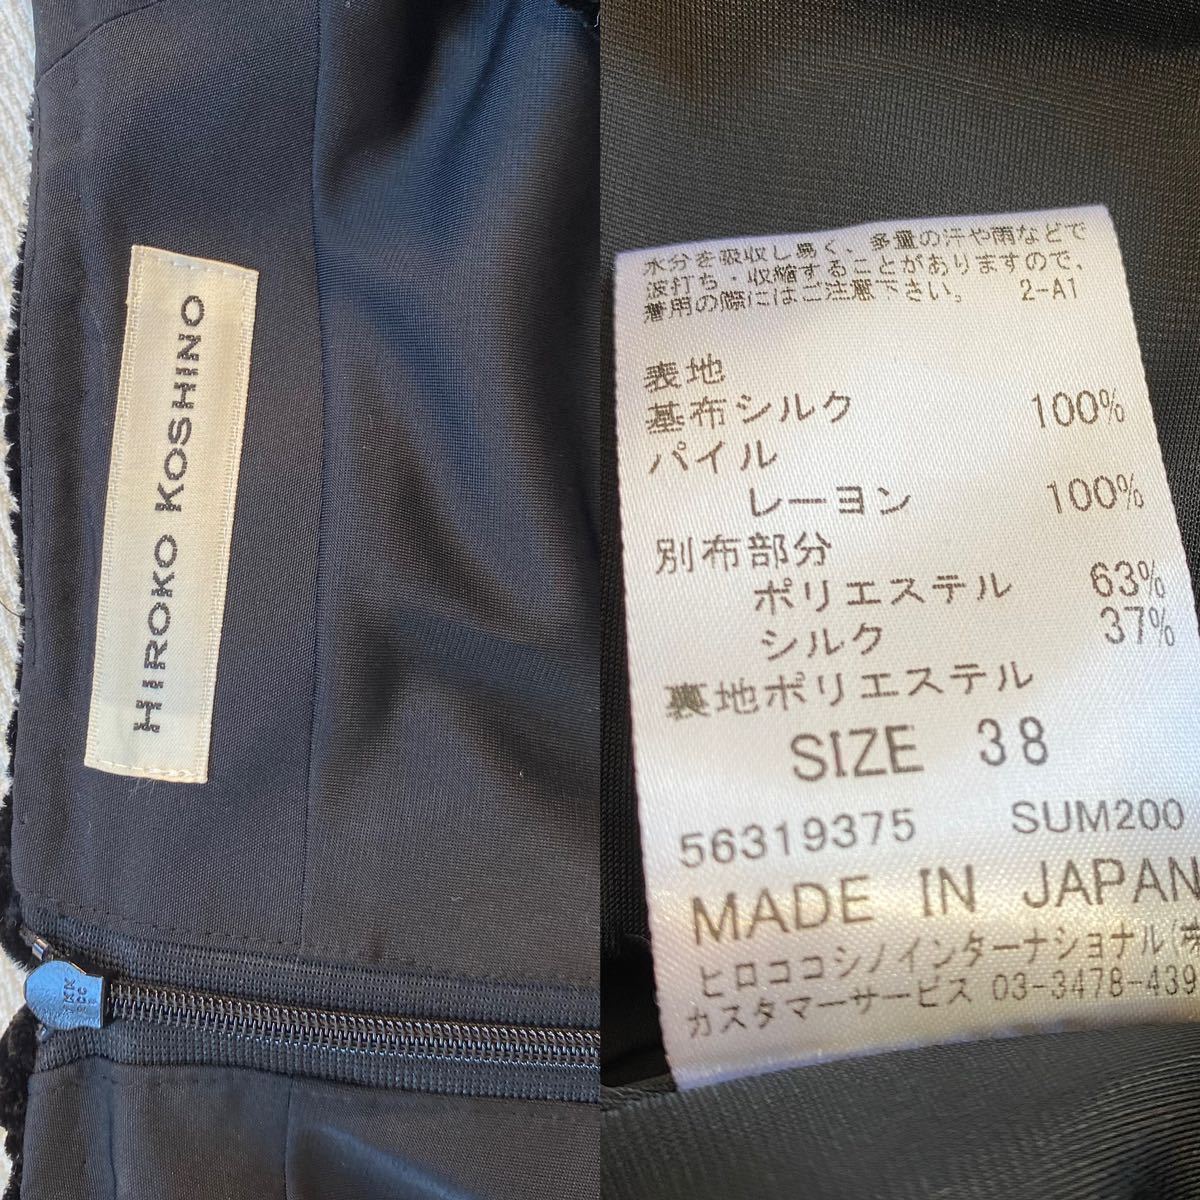 HIROKO KOSHINO
YKK
水分を吸収し易く、多量の汗や雨などで
波打ち・収縮することがありますので、
着用の際にはご注意下さい。 2-A1
表地
基布シルク 100%
パイル
レーヨン 100%
別布部分
ポリエステル 63%
シルク 37%
裏地ポリエステル
SIZE 38
56319375 SUM200
MADE IN JAPAN
ヒロココシノインターナショナル(株
カスタマーサービス 03-3478-439